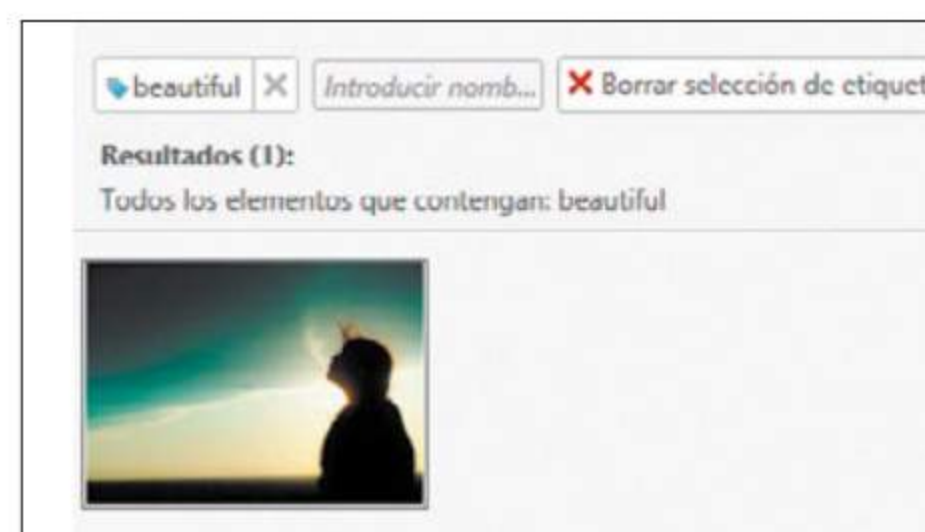 beautiful Introducir nomb... Borrar selección de etiquet
Resultados (1):
Todos los elementos que contengan: beautiful